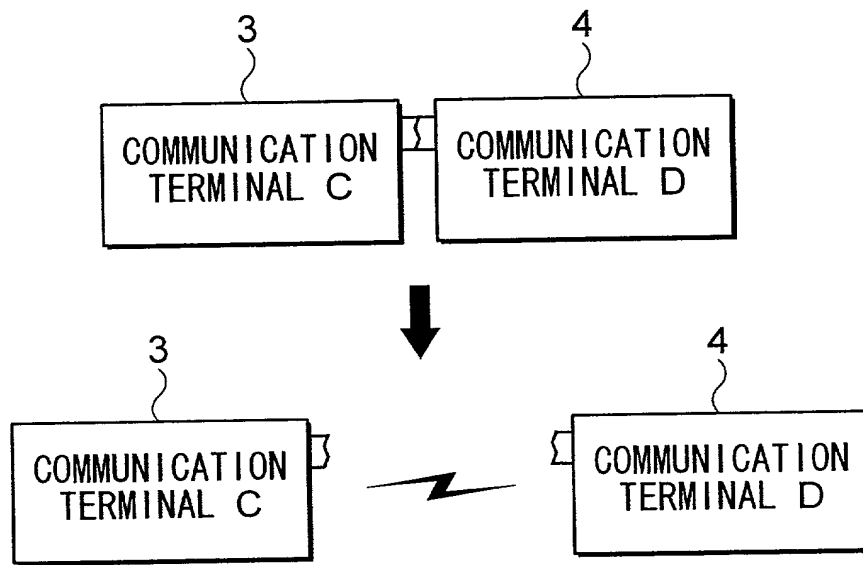 3
4
COMMUNICATION
TERMINAL C
COMMUNICATION
TERMINAL D
3
4
COMMUNICATION
TERMINAL C
COMMUNICATION
TERMINAL D